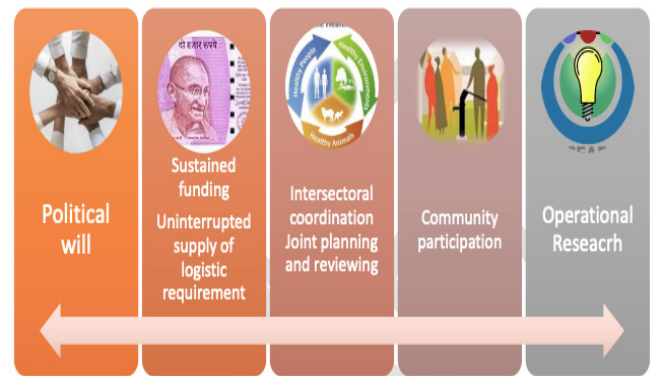 Political
will
दो हज़ार रुपये
Sustained
funding
Uninterrupted
supply of
logistic
requirement
Healthy People
Healthy Environments
Healthy Animals
Intersectoral
coordination
Joint planning
and reviewing
Community
participation
Operational
Reseacrh